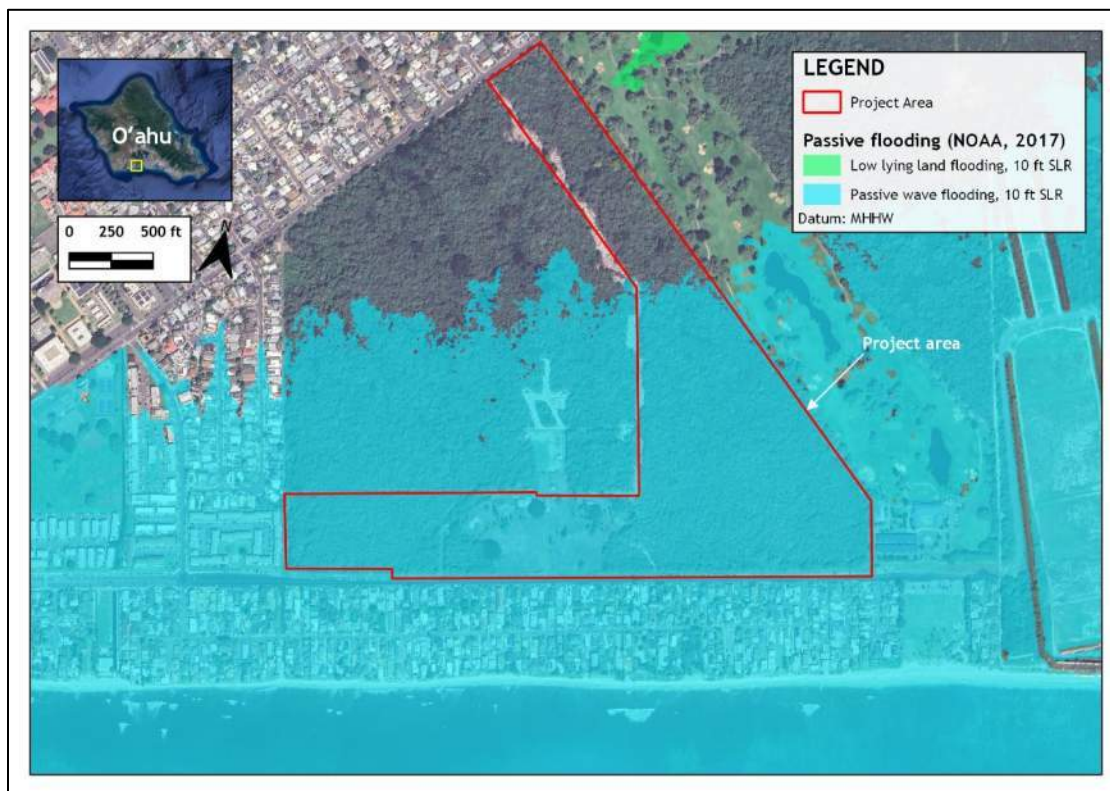 O‘ahu
0 250 500 ft
N
LEGEND
Project Area
Passive flooding (NOAA, 2017)
Low lying land flooding, 10 ft SLR
Passive wave flooding, 10 ft SLR
Datum: MHHW
Project area